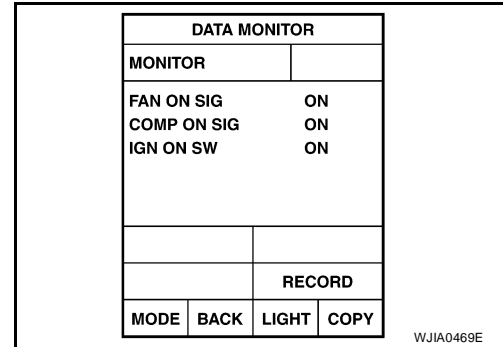 DATA MONITOR
MONITOR
FAN ON SIG ON
COMP ON SIG ON
IGN ON SW ON
RECORD
MODE BACK LIGHT COPY
WJIA0469E